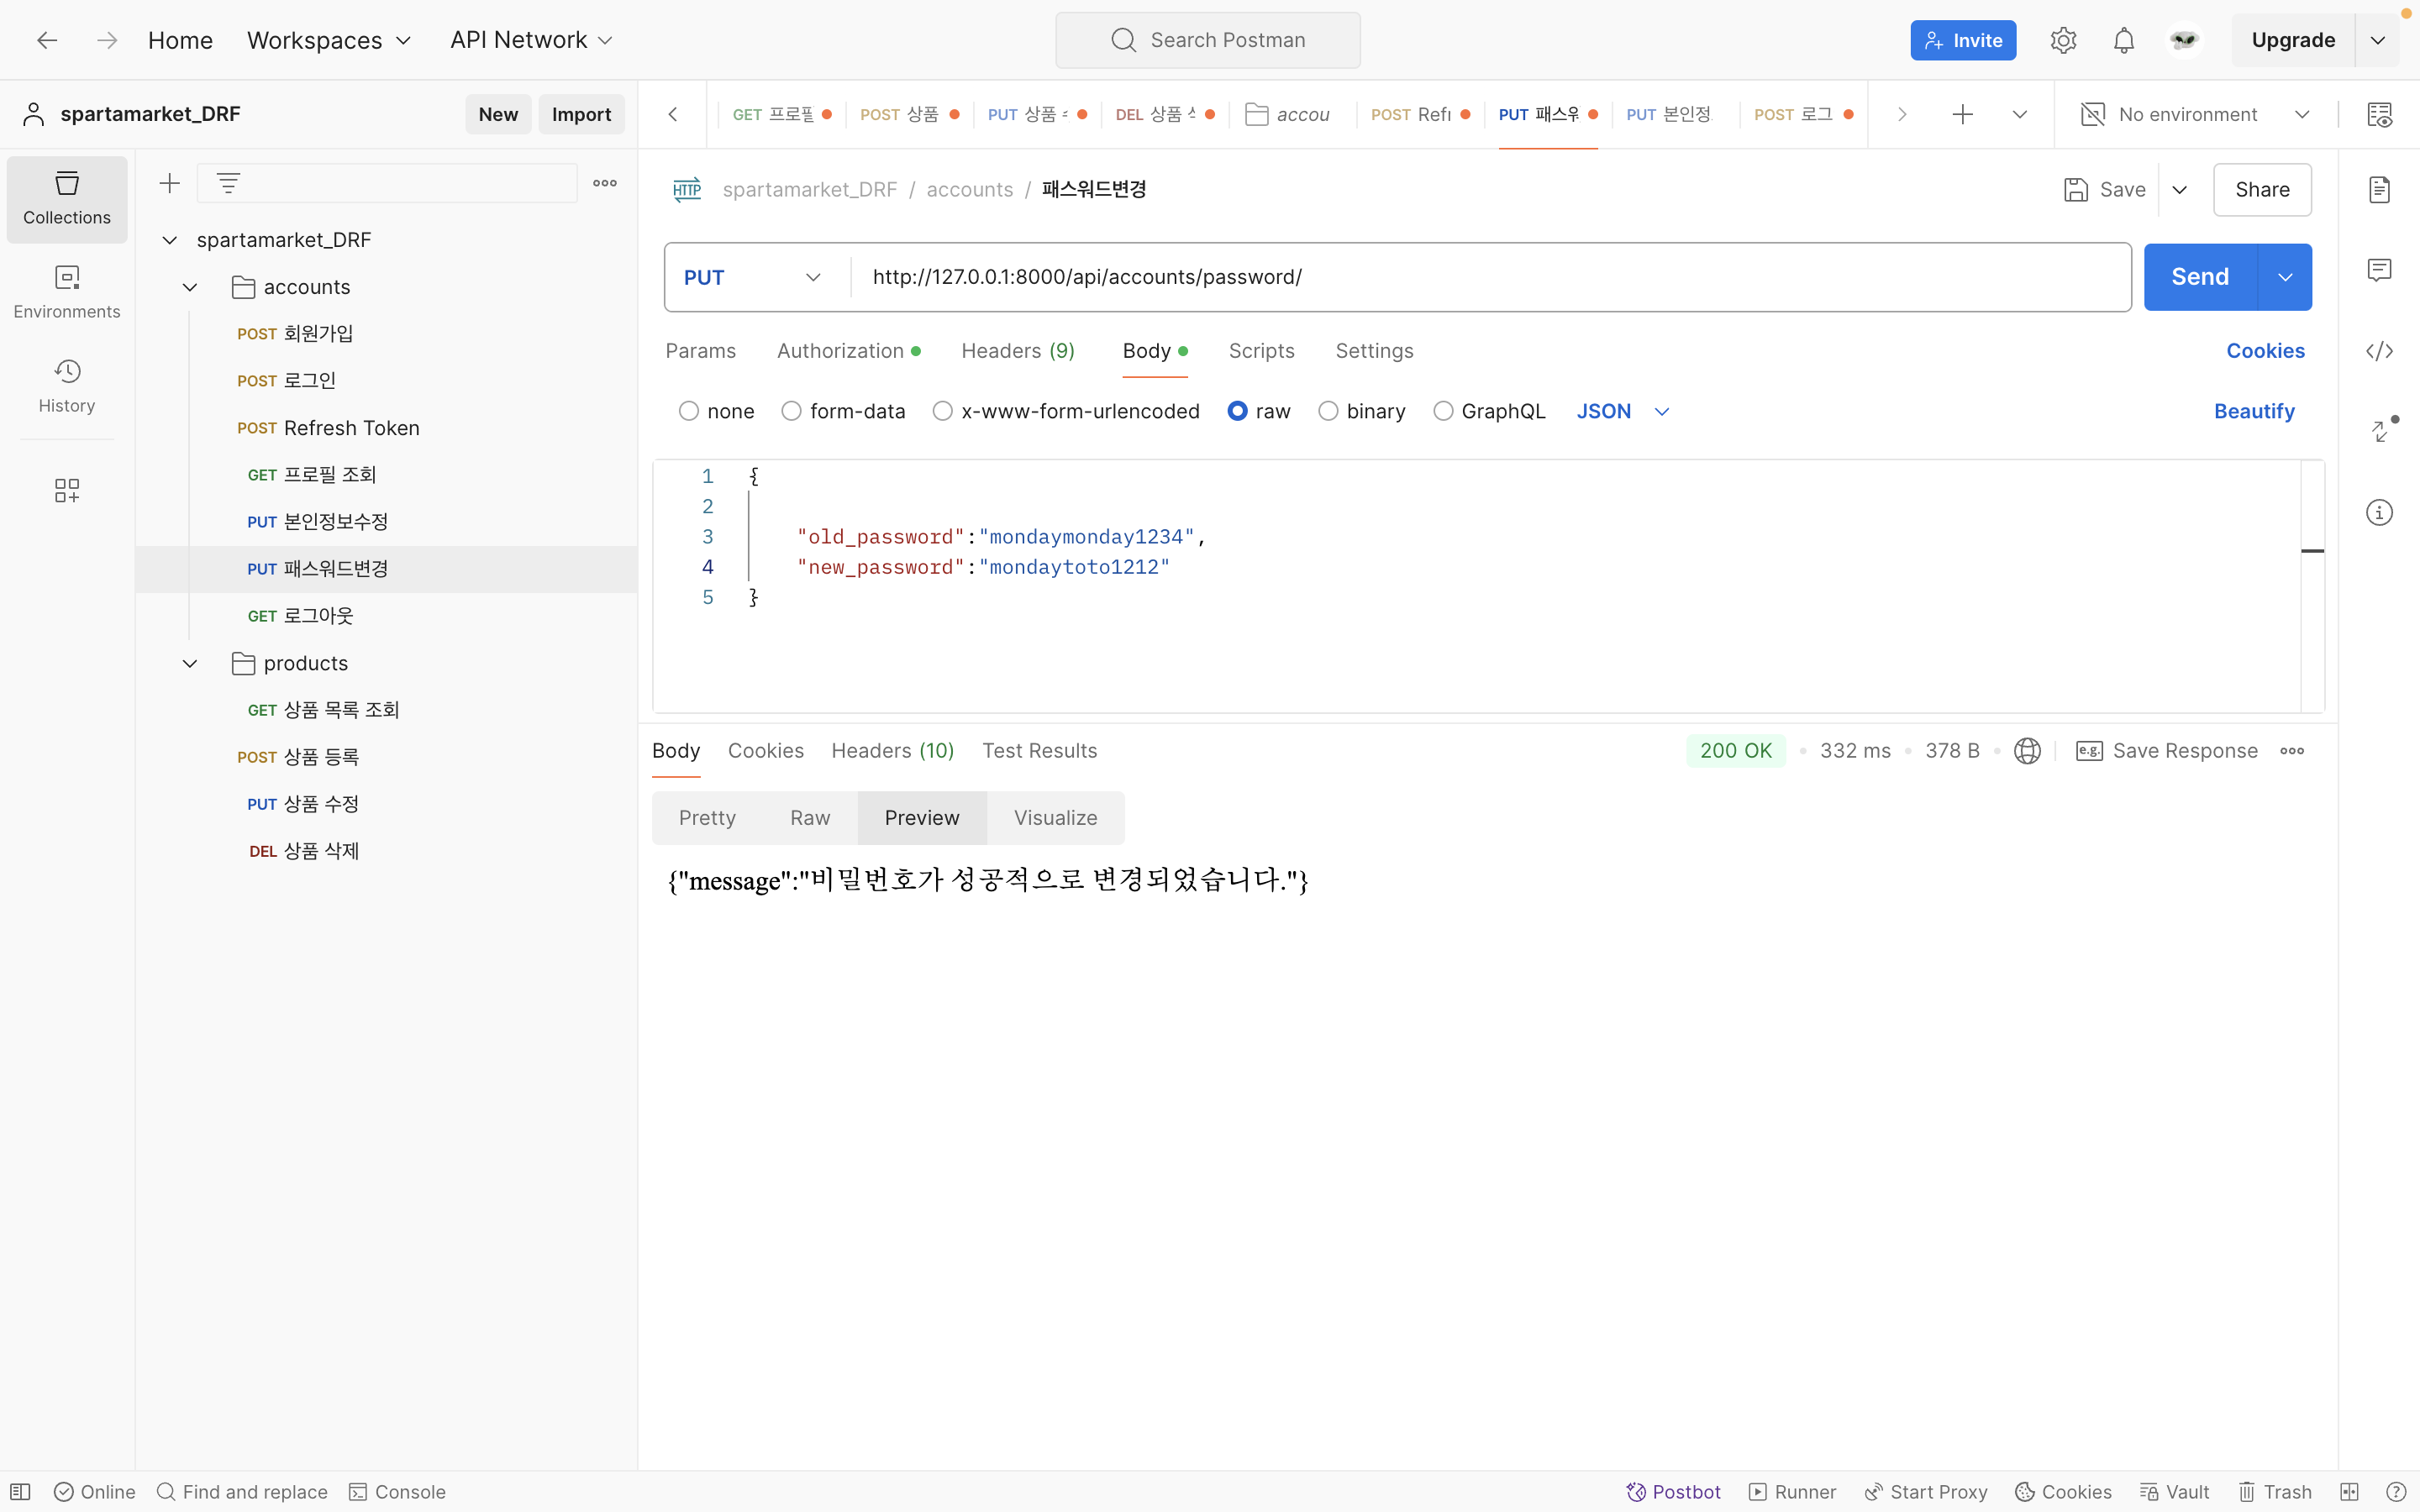 Home Workspaces API Network Search Postman Invite Upgrade
spartamarket_DRF New Import
GET 프로필 POST 상품 PUT 상품 DEL 상품 accou POST Refr PUT 패스워 PUT 본인정 POST 로그 No environment
Collections
Environments
History
spartamarket_DRF
accounts
POST 회원가입
POST 로그인
POST Refresh Token
GET 프로필 조회
PUT 본인정보수정
PUT 패스워드변경
GET 로그아웃
products
GET 상품 목록 조회
POST 상품 등록
PUT 상품 수정
DEL 상품 삭제
HTTP spartamarket_DRF / accounts / 패스워드변경 Save Share
PUT http://127.0.0.1:8000/api/accounts/password/ Send
Params Authorization Headers (9) Body Scripts Settings Cookies
none form-data x-www-form-urlencoded raw binary GraphQL JSON Beautify
1 {
2
3 "old_password":"mondaymonday1234",
4 "new_password":"mondaytoto1212"
5 }
Body Cookies Headers (10) Test Results 200 OK 332 ms 378 B e.g. Save Response
Pretty Raw Preview Visualize
{"message":"비밀번호가 성공적으로 변경되었습니다."}
Online Find and replace Console Postbot Runner Start Proxy Cookies Vault Trash